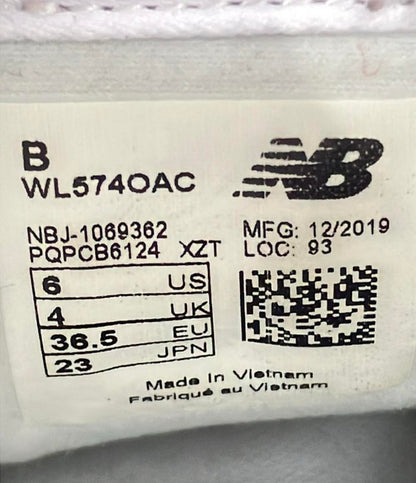 B
NB
WL574OAC
NBJ-1069362 MFG: 12/2019
PQPCB6124 XZT LOC: 93
6 US
4 UK
36.5 EU
23 JPN
Made In Vietnam
Fabriqué au Vietnam